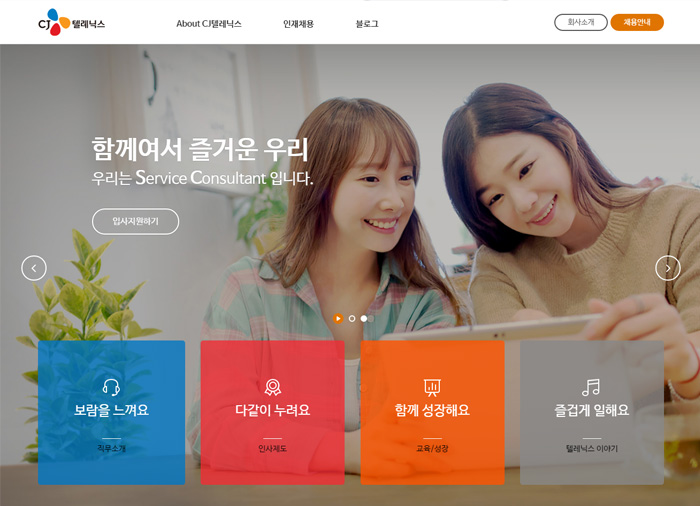 CJ 텔레닉스
About CJ텔레닉스
인재채용
블로그
회사소개
채용안내
함께여서 즐거운 우리
우리는 Service Consultant 입니다.
입사지원하기
보람을 느껴요
직무소개
다같이 누려요
인사제도
함께 성장해요
교육/성장
즐겁게 일해요
텔레닉스 이야기